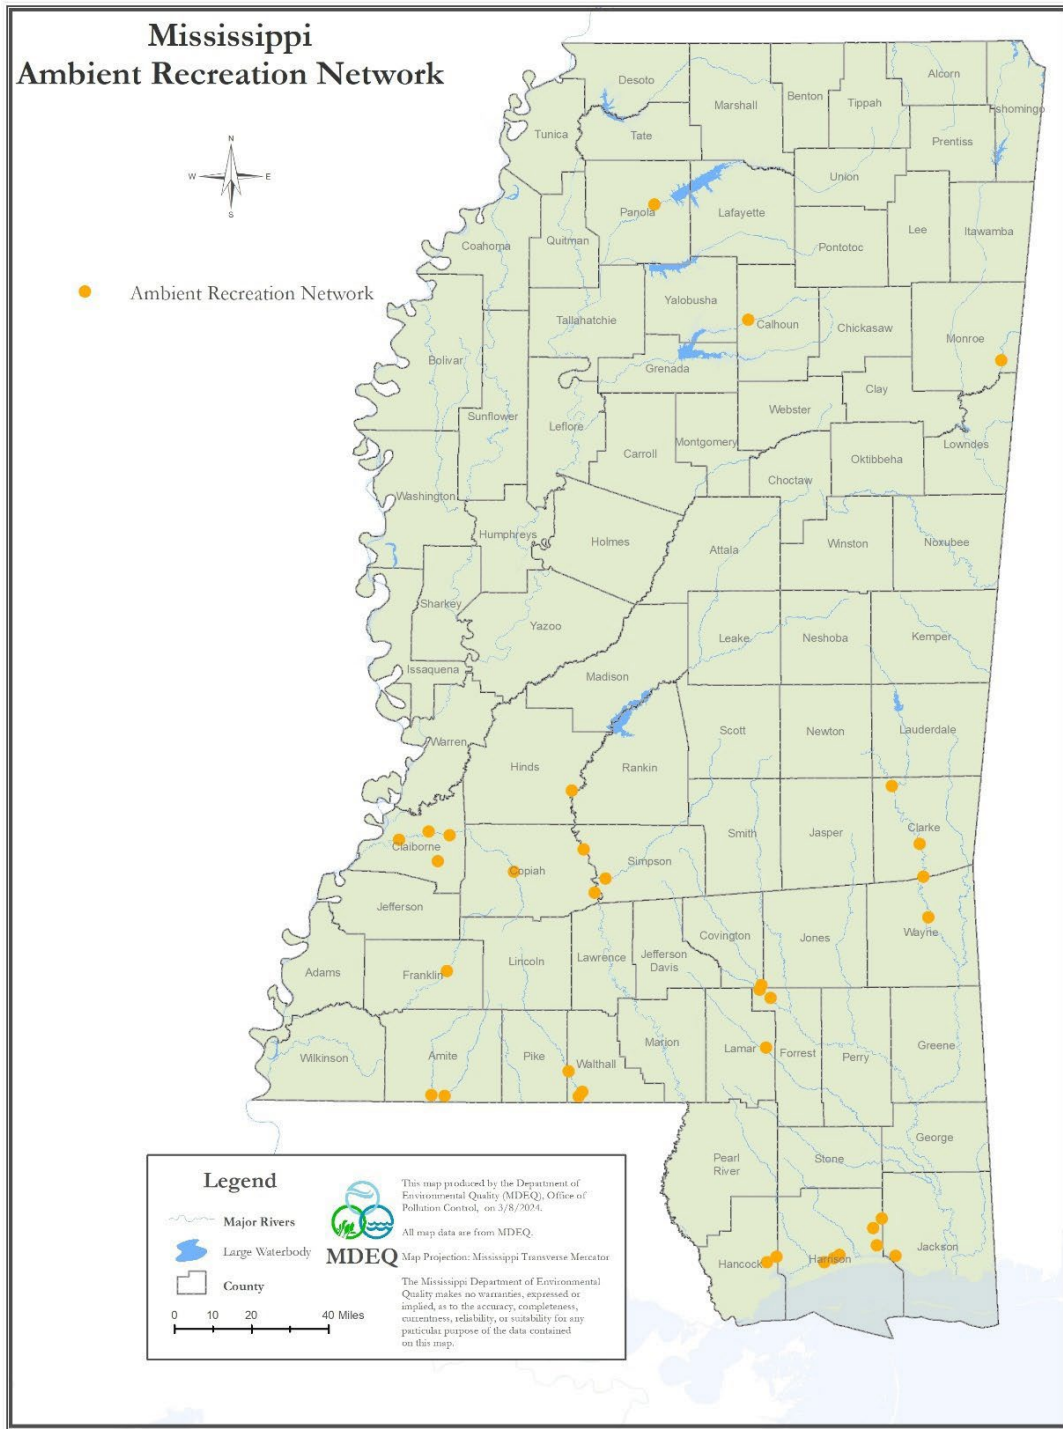 Mississippi
Ambient Recreation Network
N
W E
S
Ambient Recreation Network
Desoto
Marshall
Benton
Tippah
Alcorn
Tishomingo
Tunica
Tate
Prentiss
Union
Panola
Lafayette
Lee
Itawamba
Coahoma
Quitman
Pontotoc
Yalobusha
Tallahatchie
Calhoun
Chickasaw
Monroe
Bolivar
Grenada
Clay
Sunflower
Leflore
Webster
Carroll
Montgomery
Lowndes
Oktibbeha
Choctaw
Washington
Humphreys
Holmes
Attala
Winston
Noxubee
Sharkey
Yazoo
Leake
Neshoba
Kemper
Issaquena
Madison
Scott
Newton
Lauderdale
Warren
Hinds
Rankin
Smith
Jasper
Clarke
Claiborne
Copiah
Simpson
Jefferson
Covington
Jones
Wayne
Adams
Franklin
Lincoln
Lawrence
Jefferson
Davis
Wilkinson
Amite
Pike
Walthall
Marion
Lamar
Forrest
Perry
Greene
George
Pearl
River
Stone
Hancock
Harrison
Jackson
Legend
Major Rivers
Large Waterbody
County
0 10 20 40 Miles
MDEQ
This map produced by the Department of
Environmental Quality (MDEQ), Office of
Pollution Control, on 3/8/2024.
All map data are from MDEQ.
Map Projection: Mississippi Transverse Mercator
The Mississippi Department of Environmental
Quality makes no warranties, expressed or
implied, as to the accuracy, completeness,
currentness, reliability, or suitability for any
particular purpose of the data contained
on this map.